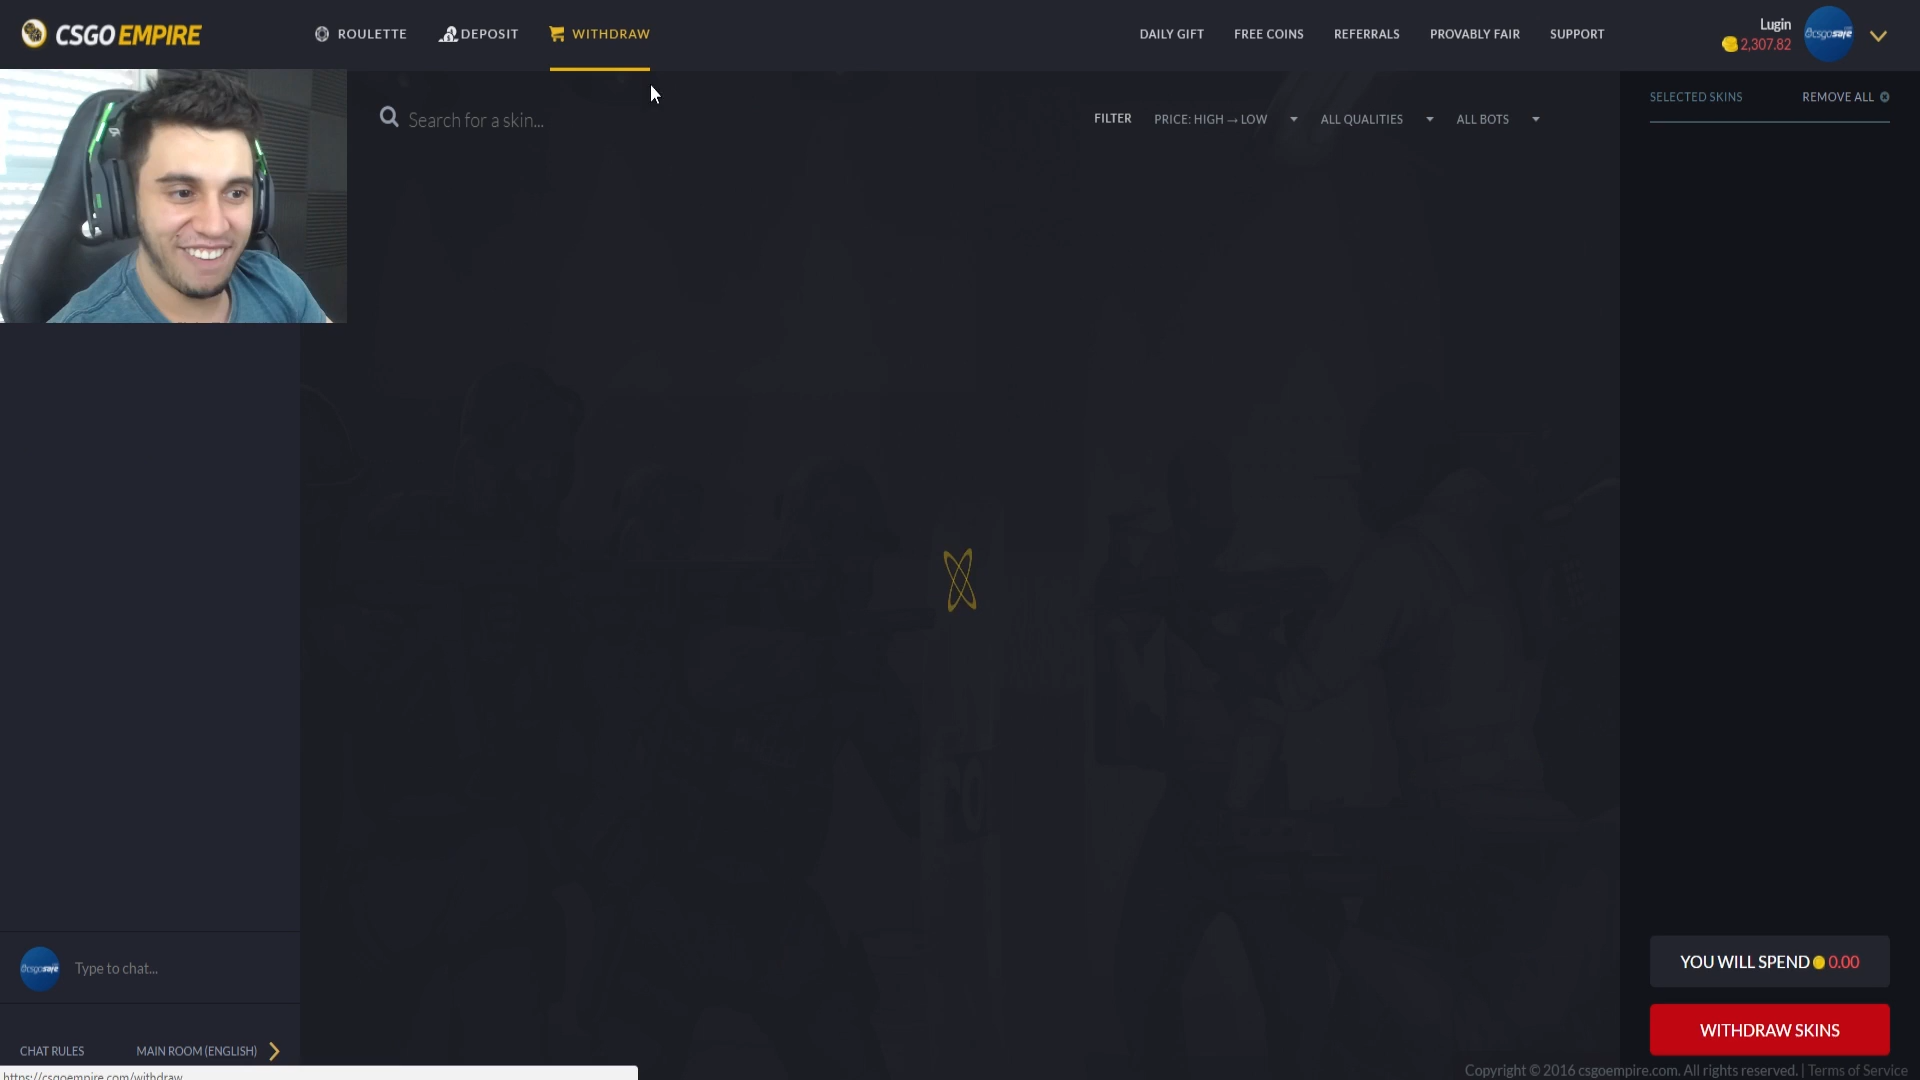 CSGOEMPIRE
ROULETTE
DEPOSIT
WITHDRAW
DAILY GIFT
FREE COINS
REFERRALS
PROVABLY FAIR
SUPPORT
Lugin
2,307.82
csgosafe
Search for a skin...
FILTER
PRICE: HIGH → LOW
ALL QUALITIES
ALL BOTS
SELECTED SKINS
REMOVE ALL
csgosafe
Type to chat...
YOU WILL SPEND 0.00
WITHDRAW SKINS
CHAT RULES
MAIN ROOM (ENGLISH)
https://csgoempire.com/withdraw
Copyright © 2016 csgoempire.com. All rights reserved. | Terms of Service